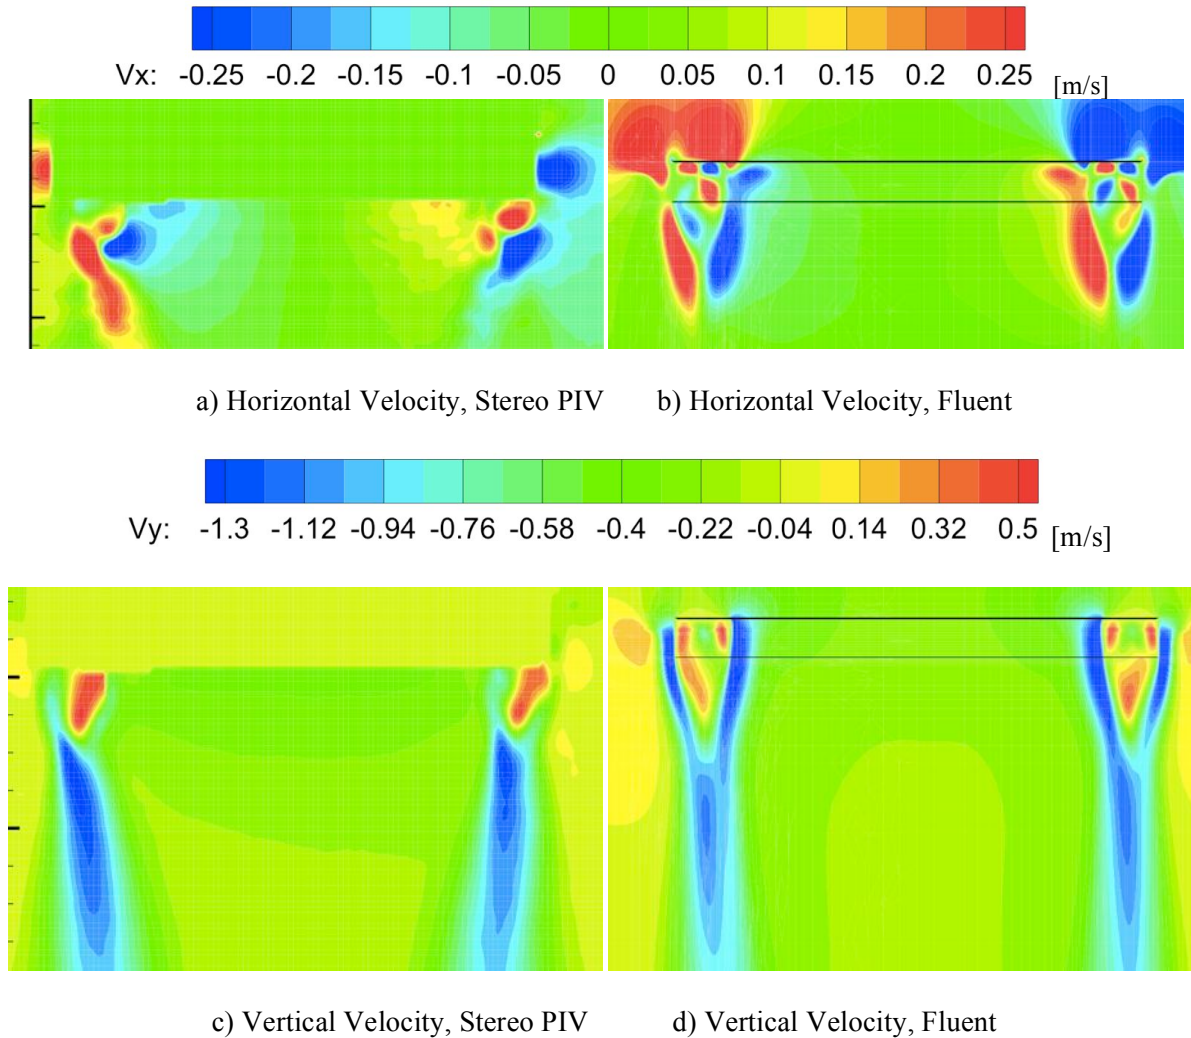 Vx: -0.25 -0.2 -0.15 -0.1 -0.05 0 0.05 0.1 0.15 0.2 0.25 [m/s]
a) Horizontal Velocity, Stereo PIV b) Horizontal Velocity, Fluent
Vy: -1.3 -1.12 -0.94 -0.76 -0.58 -0.4 -0.22 -0.04 0.14 0.32 0.5 [m/s]
c) Vertical Velocity, Stereo PIV d) Vertical Velocity, Fluent